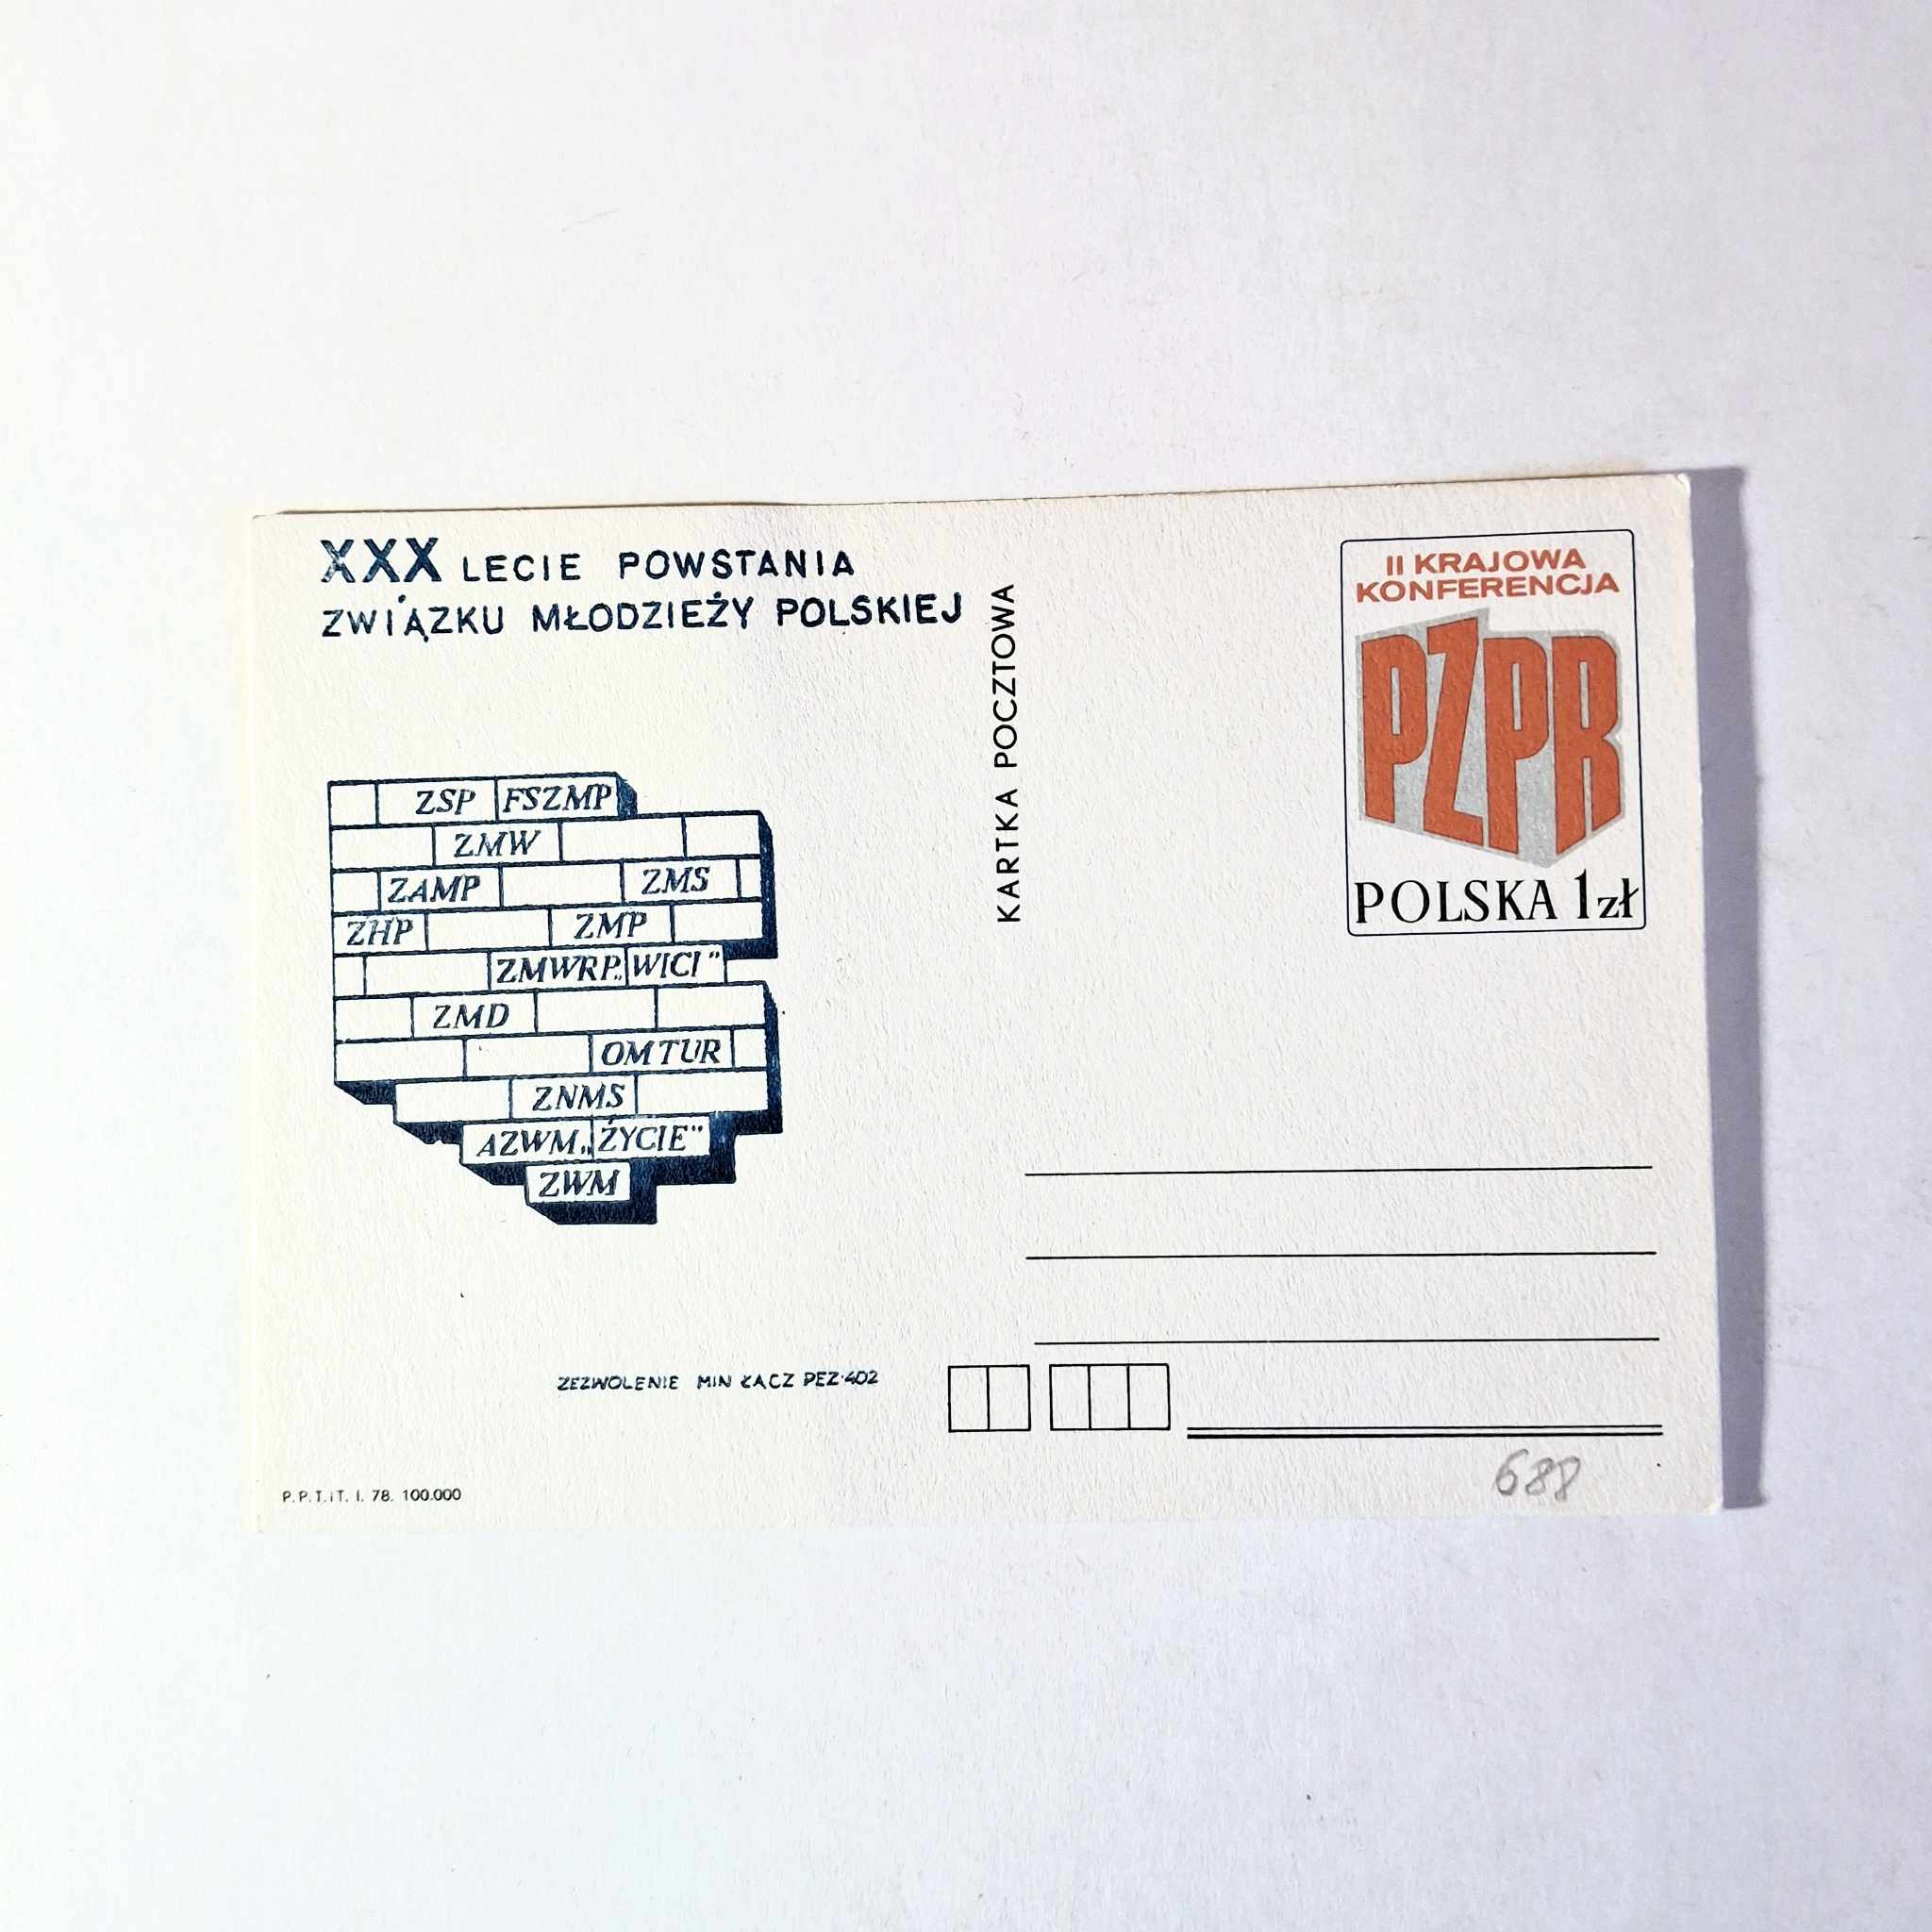 XXX LECIE POWSTANIA
ZWIĄZKU MŁODZIEŻY POLSKIEJ
ZSP FSZMP
ZMW
ZAMP ZMS
ZHP ZMP
ZMWRP„WICI”
ZMD
OMTUR
ZNMS
AZWM„ŻYCIE”
ZWM
ZEZWOLENIE MIN ŁĄCZ PEZ·402
P.P.T.iT. I. 78. 100.000
KARTKA POCZTOWA
II KRAJOWA
KONFERENCJA
PZPR
POLSKA 1zł
688